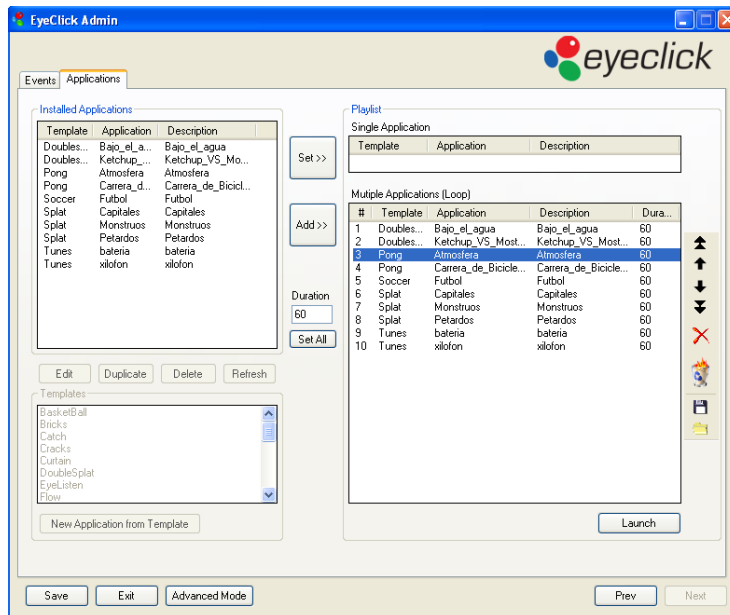 EyeClick Admin
eyeclick
Events Applications
Installed Applications
Template Application Description
Doubles... Bajo_el_a... Bajo_el_agua
Doubles... Ketchup_... Ketchup_VS_Mo...
Pong Atmosfera Atmosfera
Pong Carrera_d... Carrera_de_Bicicl...
Soccer Futbol Futbol
Splat Capitales Capitales
Splat Monstruos Monstruos
Splat Petardos Petardos
Tunes bateria bateria
Tunes xilofon xilofon
Set >>
Add >>
Duration
60
Set All
Edit Duplicate Delete Refresh
Templates
BasketBall
Bricks
Catch
Cracks
Curtain
DoubleSplat
EyeListen
Flow
New Application from Template
Playlist
Single Application
Template Application Description
Mutiple Applications (Loop)
# Template Application Description Dura...
1 Doubles... Bajo_el_agua Bajo_el_agua 60
2 Doubles... Ketchup_VS_Most... Ketchup_VS_Most... 60
3 Pong Atmosfera Atmosfera 60
4 Pong Carrera_de_Bicicle... Carrera_de_Bicicle... 60
5 Soccer Futbol Futbol 60
6 Splat Capitales Capitales 60
7 Splat Monstruos Monstruos 60
8 Splat Petardos Petardos 60
9 Tunes bateria bateria 60
10 Tunes xilofon xilofon 60
Launch
Save Exit Advanced Mode Prev Next